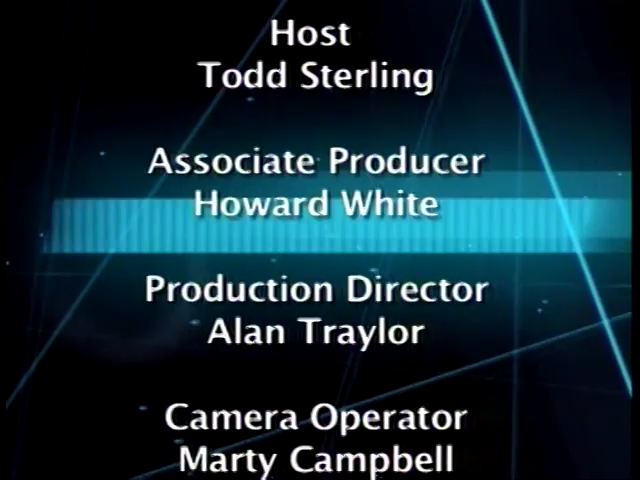 Host
Todd Sterling
Associate Producer
Howard White
Production Director
Alan Traylor
Camera Operator
Marty Campbell